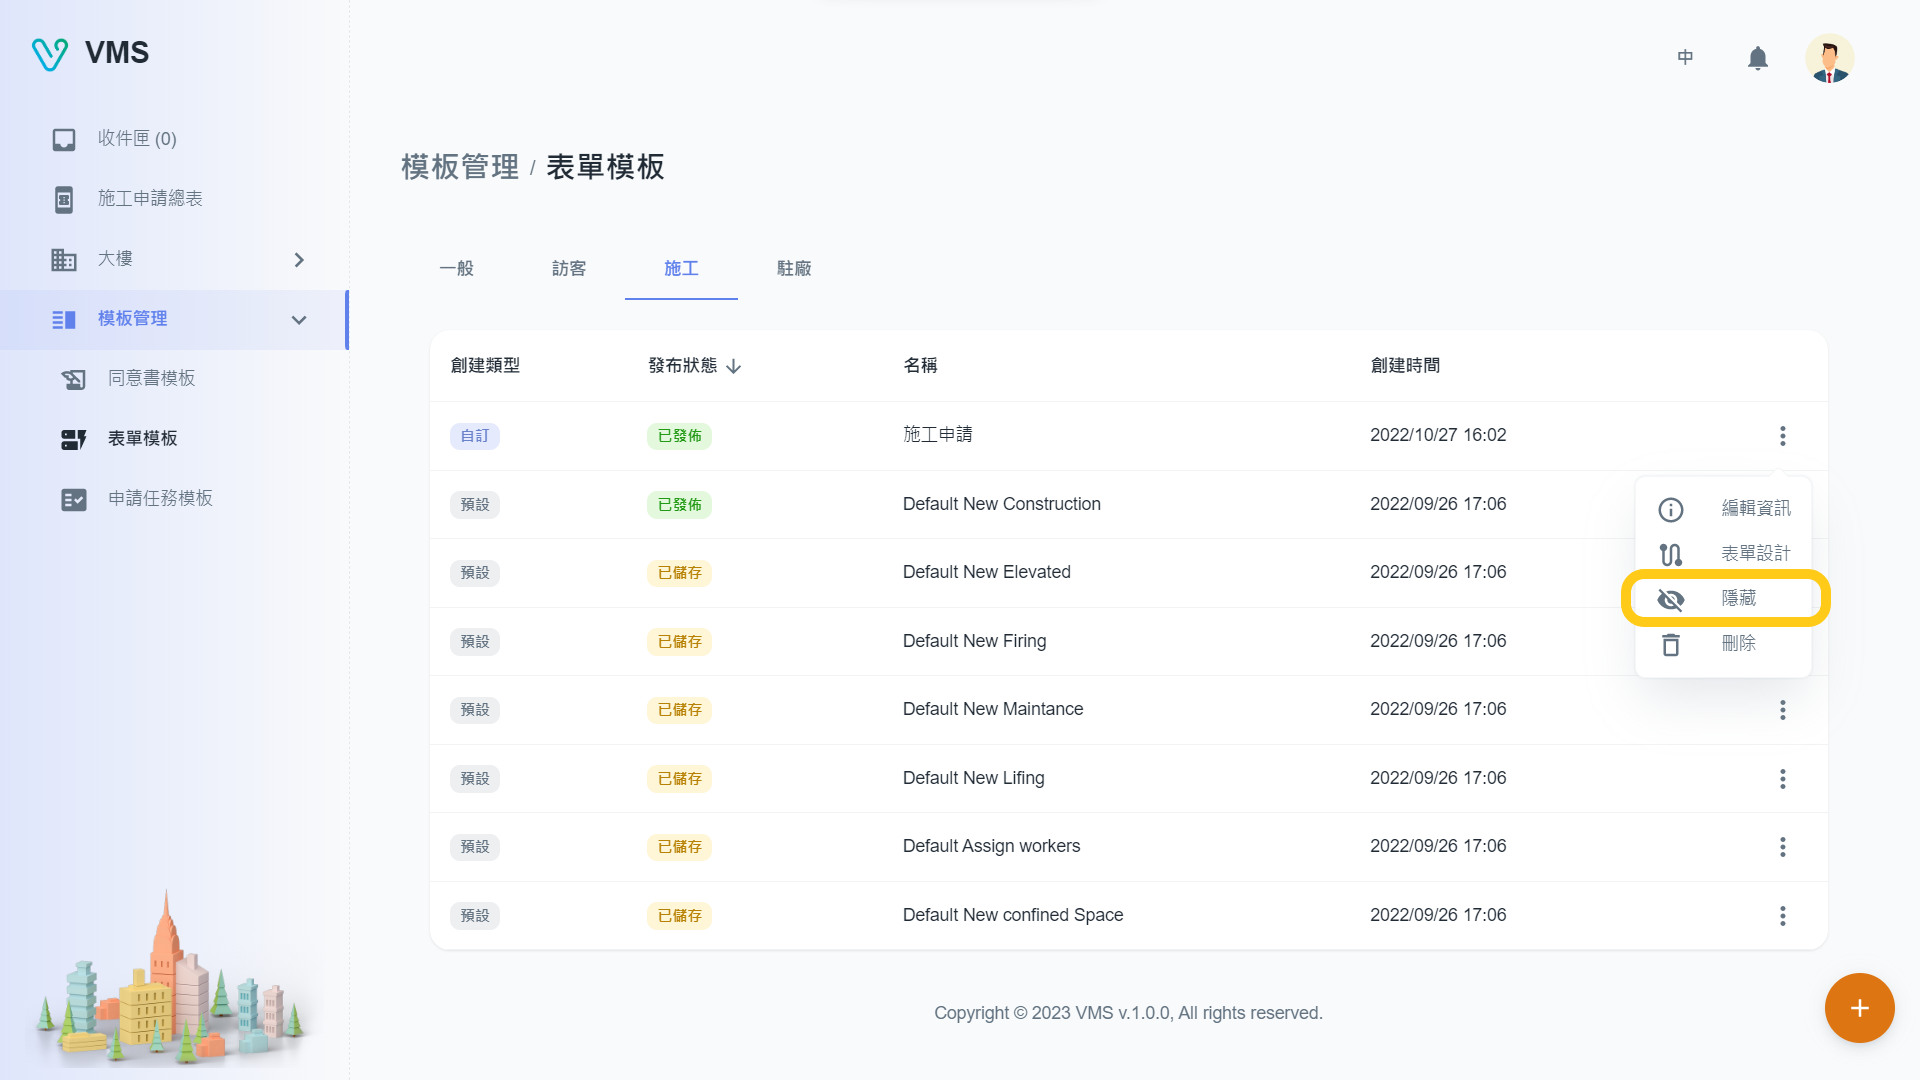 VMS
中
收件匣 (0)
施工申請總表
大樓
模板管理
同意書模板
表單模板
申請任務模板
模板管理 / 表單模板
一般 訪客 施工 駐廠
創建類型 發布狀態 名稱 創建時間
自訂 已發佈 施工申請 2022/10/27 16:02
預設 已發佈 Default New Construction 2022/09/26 17:06
預設 已儲存 Default New Elevated 2022/09/26 17:06
預設 已儲存 Default New Firing 2022/09/26 17:06
預設 已儲存 Default New Maintance 2022/09/26 17:06
預設 已儲存 Default New Lifing 2022/09/26 17:06
預設 已儲存 Default Assign workers 2022/09/26 17:06
預設 已儲存 Default New confined Space 2022/09/26 17:06
編輯資訊
表單設計
隱藏
刪除
Copyright © 2023 VMS v.1.0.0, All rights reserved.